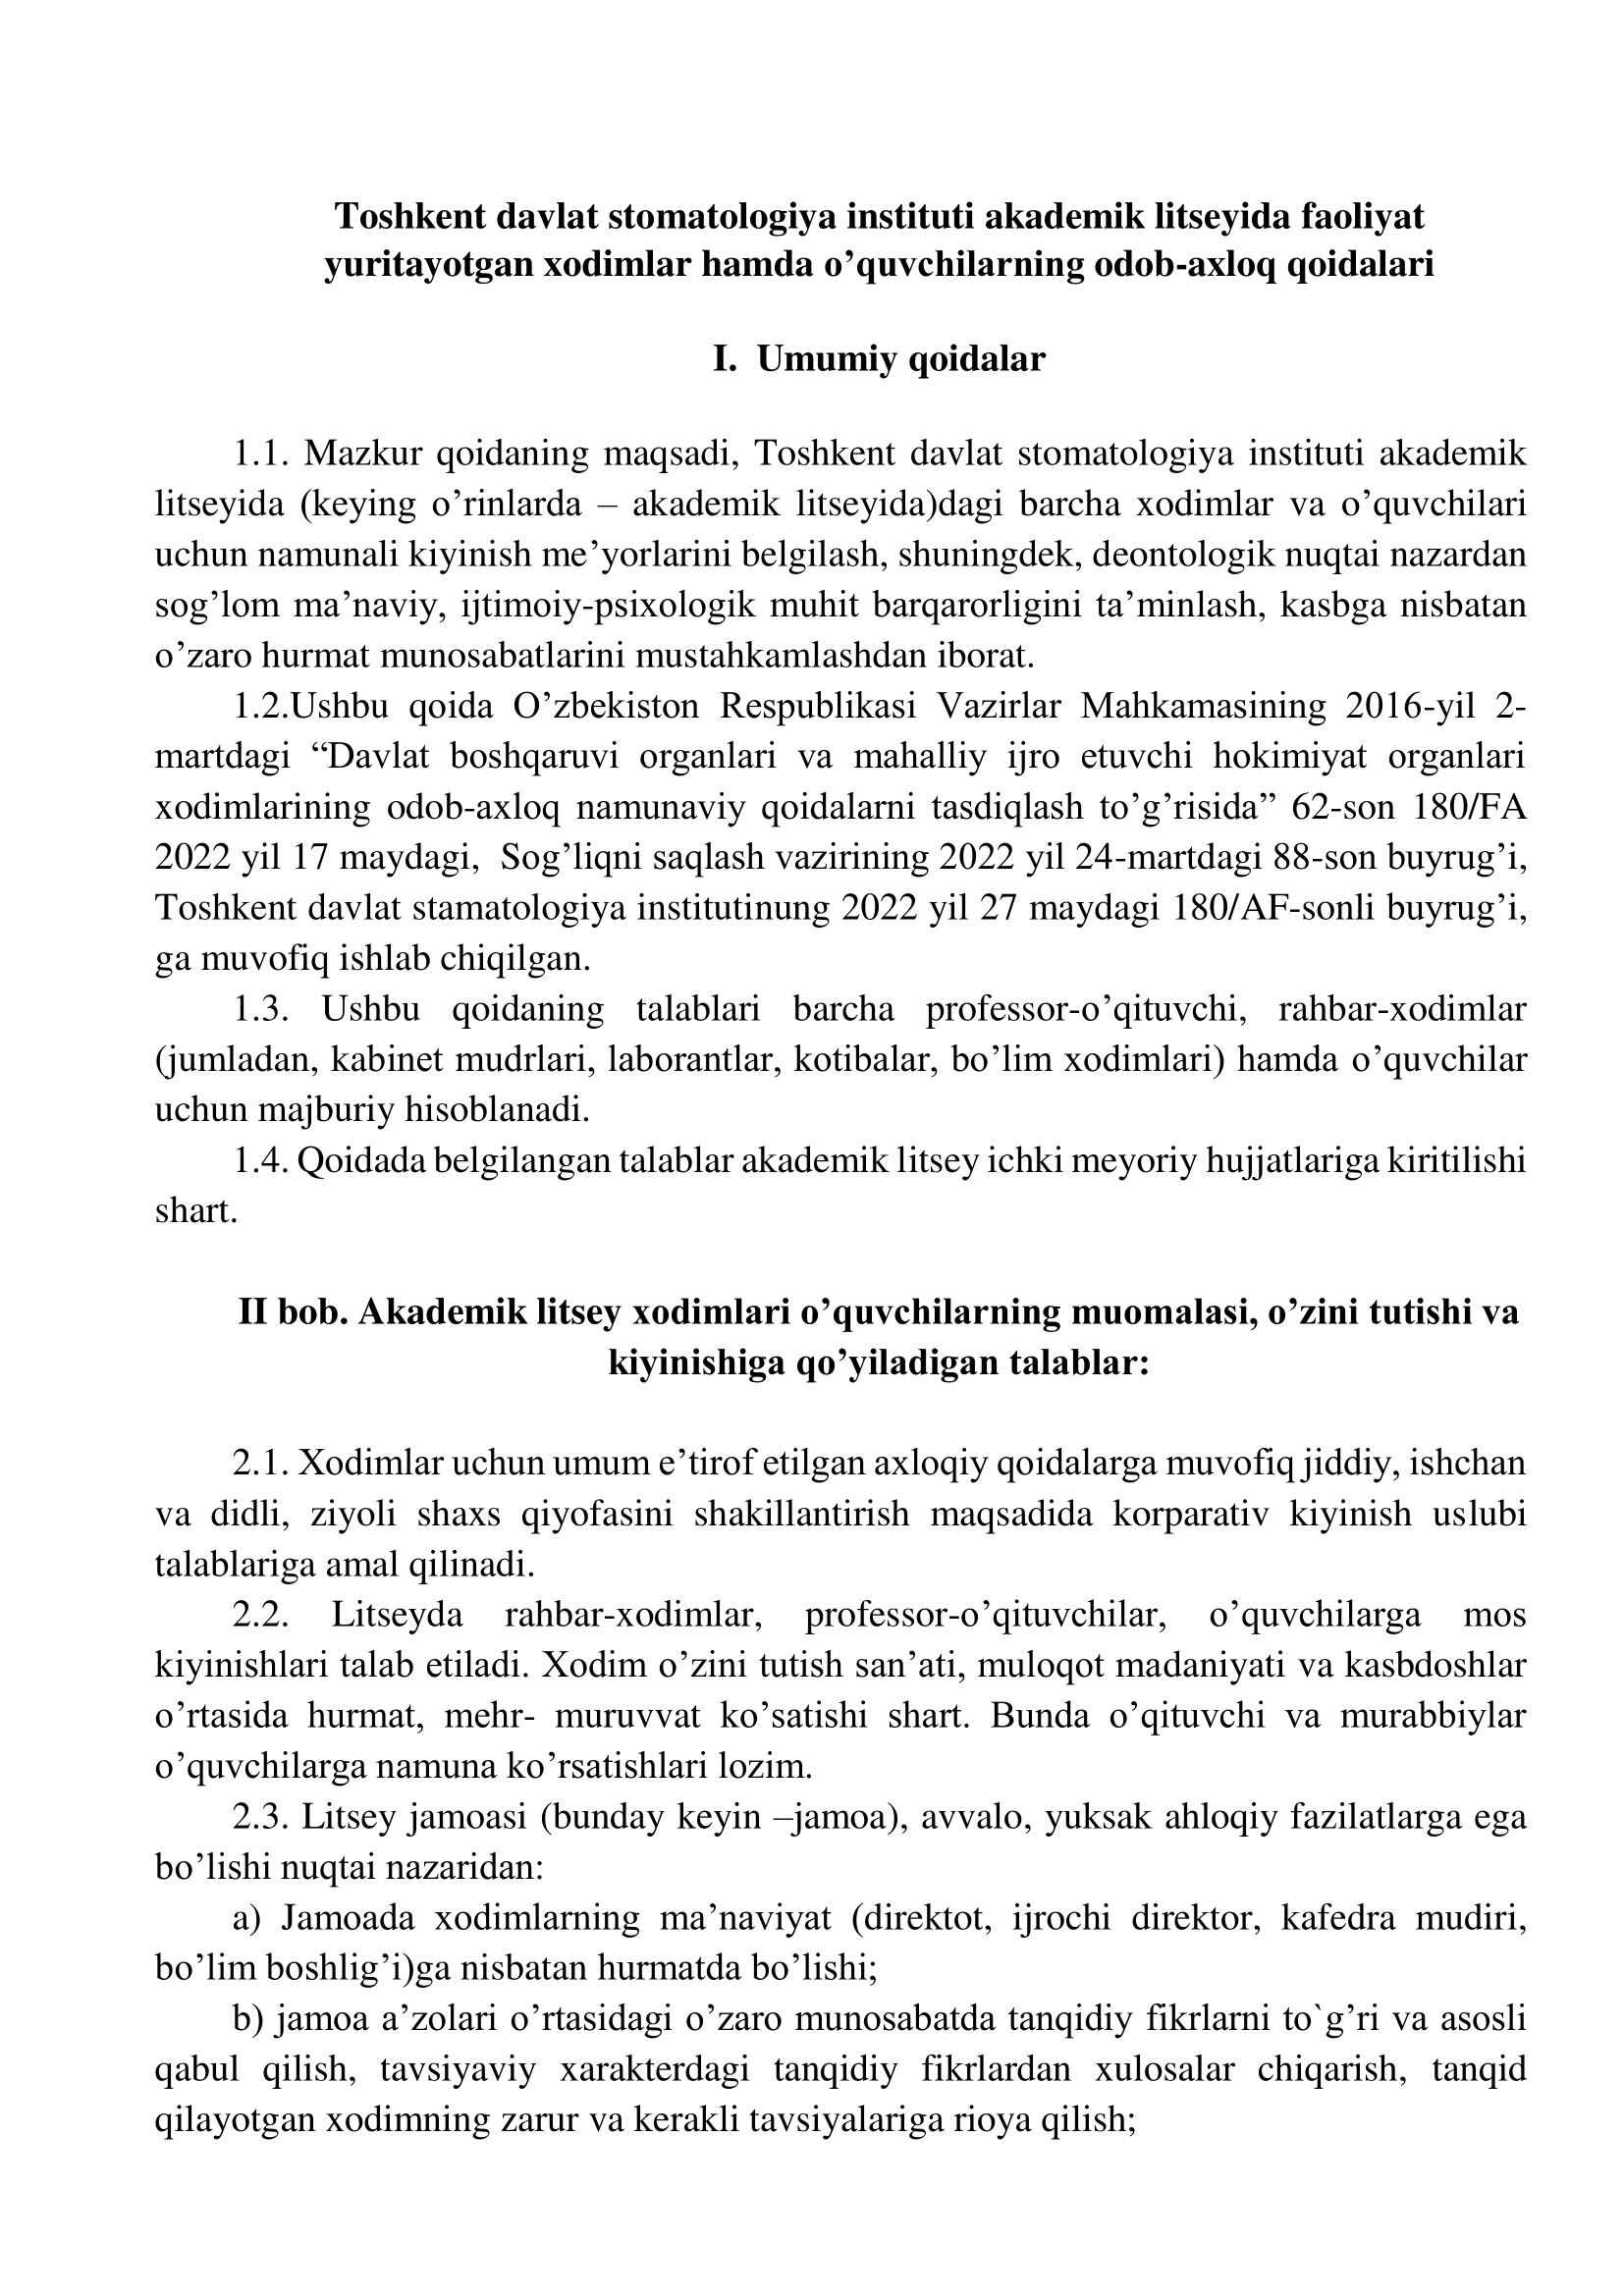 Toshkent davlat stomatologiya instituti akademik litseyida faoliyat
yuritayotgan xodimlar hamda o’quvchilarning odob-axloq qoidalari
I. Umumiy qoidalar
1.1. Mazkur qoidaning maqsadi, Toshkent davlat stomatologiya instituti akademik
litseyida (keying o’rinlarda – akademik litseyida)dagi barcha xodimlar va o’quvchilari
uchun namunali kiyinish me’yorlarini belgilash, shuningdek, deontologik nuqtai nazardan
sog’lom ma’naviy, ijtimoiy-psixologik muhit barqarorligini ta’minlash, kasbga nisbatan
o’zaro hurmat munosabatlarini mustahkamlashdan iborat.
1.2.Ushbu qoida O’zbekiston Respublikasi Vazirlar Mahkamasining 2016-yil 2-
martdagi “Davlat boshqaruvi organlari va mahalliy ijro etuvchi hokimiyat organlari
xodimlarining odob-axloq namunaviy qoidalarni tasdiqlash to’g’risida” 62-son 180/FA
2022 yil 17 maydagi, Sog’liqni saqlash vazirining 2022 yil 24-martdagi 88-son buyrug’i,
Toshkent davlat stamatologiya institutinung 2022 yil 27 maydagi 180/AF-sonli buyrug’i,
ga muvofiq ishlab chiqilgan.
1.3. Ushbu qoidaning talablari barcha professor-o’qituvchi, rahbar-xodimlar
(jumladan, kabinet mudrlari, laborantlar, kotibalar, bo’lim xodimlari) hamda o’quvchilar
uchun majburiy hisoblanadi.
1.4. Qoidada belgilangan talablar akademik litsey ichki meyoriy hujjatlariga kiritilishi
shart.
II bob. Akademik litsey xodimlari o’quvchilarning muomalasi, o’zini tutishi va
kiyinishiga qo’yiladigan talablar:
2.1. Xodimlar uchun umum e’tirof etilgan axloqiy qoidalarga muvofiq jiddiy, ishchan
va didli, ziyoli shaxs qiyofasini shakillantirish maqsadida korparativ kiyinish uslubi
talablariga amal qilinadi.
2.2. Litseyda rahbar-xodimlar, professor-o’qituvchilar, o’quvchilarga mos
kiyinishlari talab etiladi. Xodim o’zini tutish san’ati, muloqot madaniyati va kasbdoshlar
o’rtasida hurmat, mehr- muruvvat ko’satishi shart. Bunda o’qituvchi va murabbiylar
o’quvchilarga namuna ko’rsatishlari lozim.
2.3. Litsey jamoasi (bunday keyin –jamoa), avvalo, yuksak ahloqiy fazilatlarga ega
bo’lishi nuqtai nazaridan:
a) Jamoada xodimlarning ma’naviyat (direktot, ijrochi direktor, kafedra mudiri,
bo’lim boshlig’i)ga nisbatan hurmatda bo’lishi;
b) jamoa a’zolari o’rtasidagi o’zaro munosabatda tanqidiy fikrlarni to`g’ri va asosli
qabul qilish, tavsiyaviy xarakterdagi tanqidiy fikrlardan xulosalar chiqarish, tanqid
qilayotgan xodimning zarur va kerakli tavsiyalariga rioya qilish;